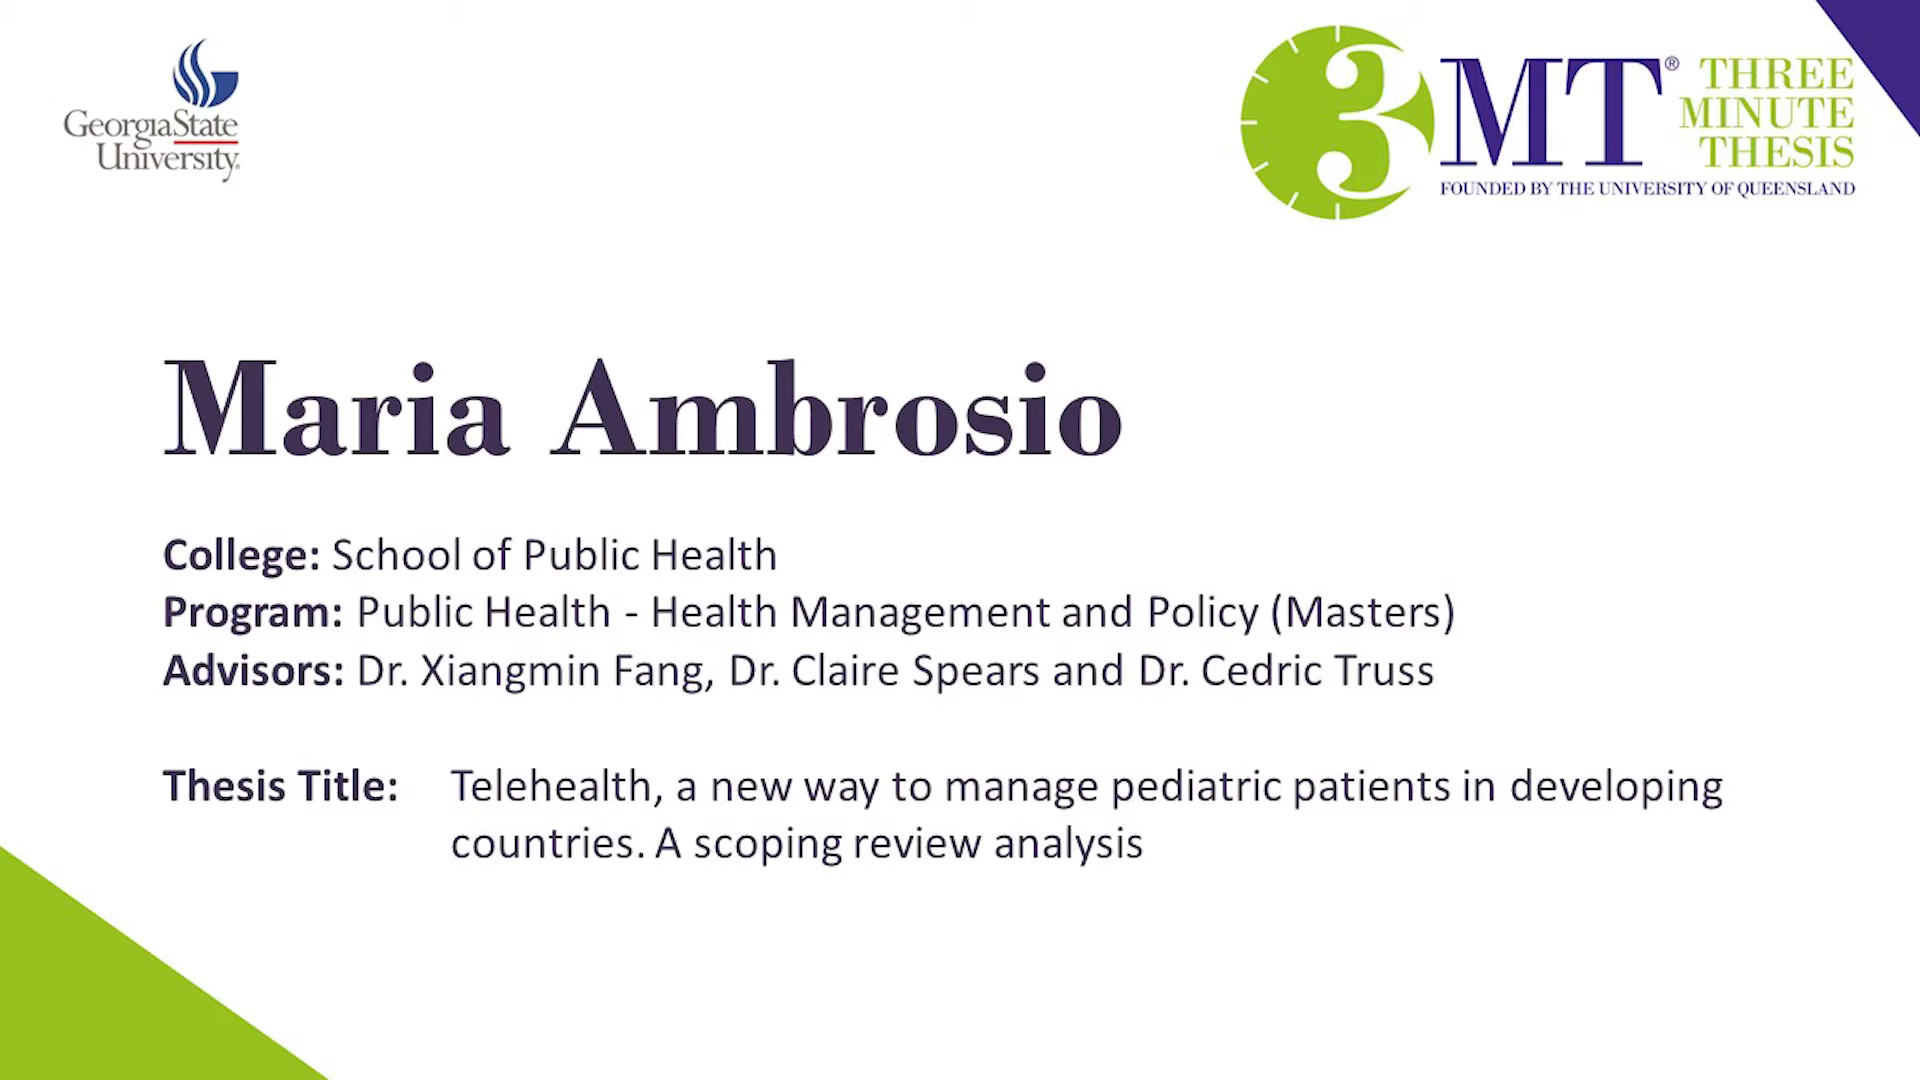 GeorgiaState
University
3MT® THREE
MINUTE
THESIS
FOUNDED BY THE UNIVERSITY OF QUEENSLAND
Maria Ambrosio
College: School of Public Health
Program: Public Health - Health Management and Policy (Masters)
Advisors: Dr. Xiangmin Fang, Dr. Claire Spears and Dr. Cedric Truss
Thesis Title: Telehealth, a new way to manage pediatric patients in developing
countries. A scoping review analysis